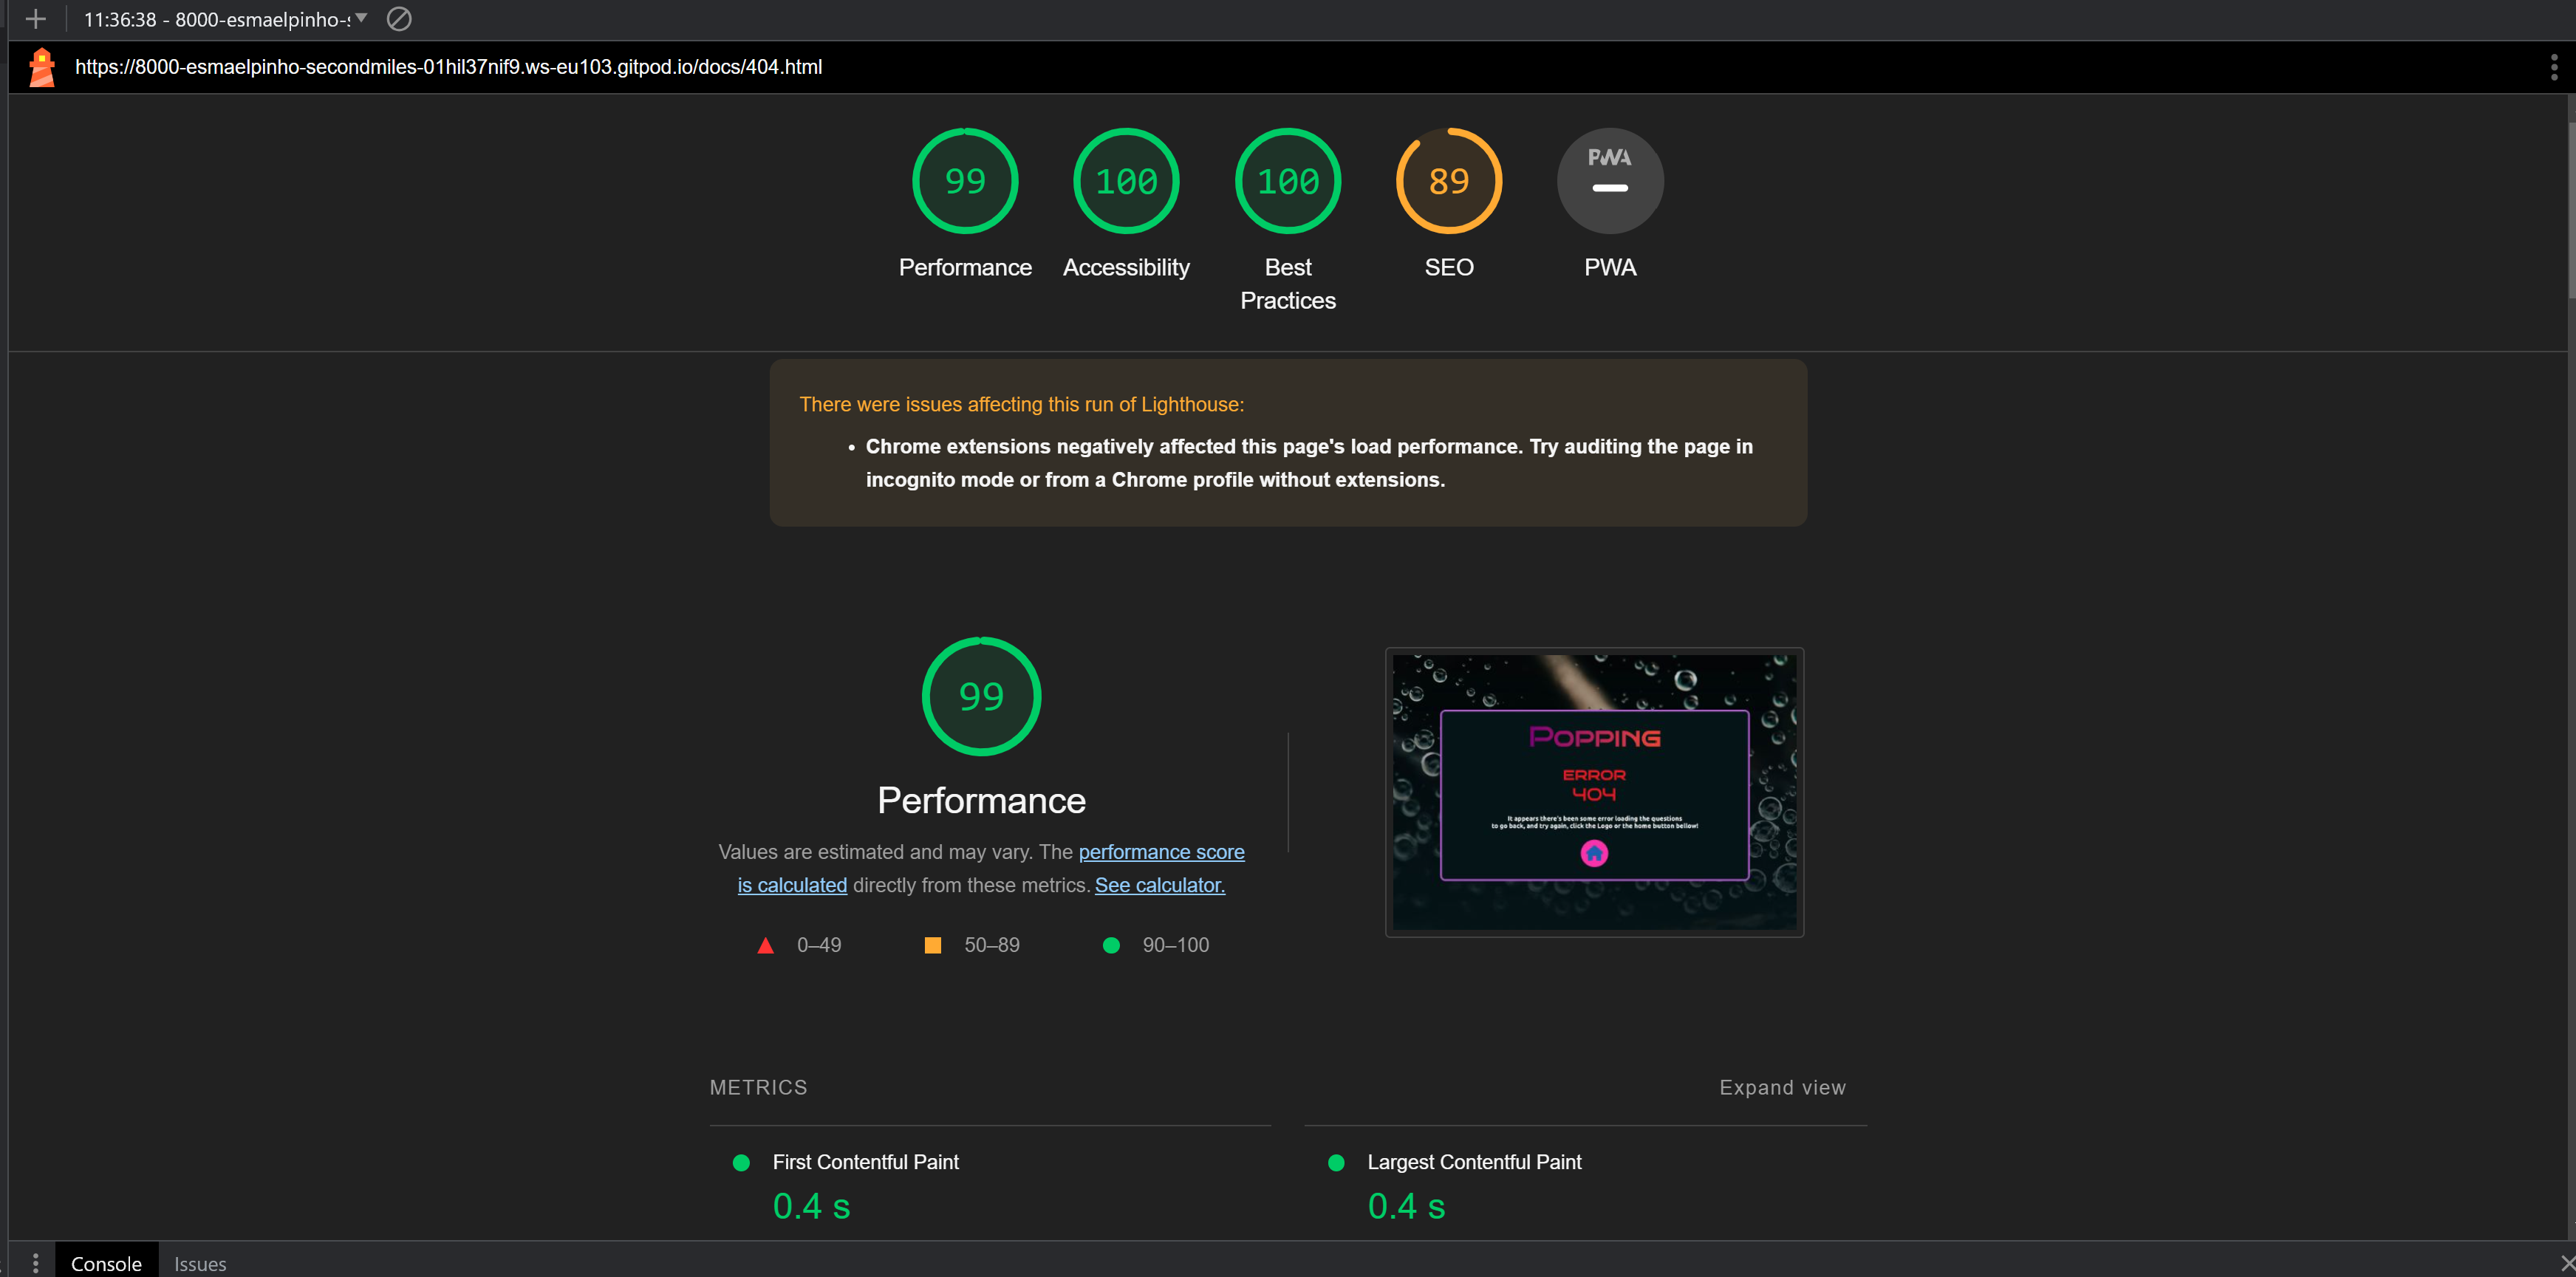 11:36:38 - 8000-esmaelpinho-s
https://8000-esmaelpinho-secondmiles-01hil37nif9.ws-eu103.gitpod.io/docs/404.html
99
100
100
89
PWA
Performance
Accessibility
Best
Practices
SEO
PWA
There were issues affecting this run of Lighthouse:
• Chrome extensions negatively affected this page's load performance. Try auditing the page in
incognito mode or from a Chrome profile without extensions.
99
Performance
Values are estimated and may vary. The performance score
is calculated directly from these metrics. See calculator.
0–49
50–89
90–100
Popping
ERROR
404
It appears there's been some error loading the questions
to go back, and try again, click the Logo or the home button bellow!
METRICS
Expand view
First Contentful Paint
0.4 s
Largest Contentful Paint
0.4 s
Console
Issues